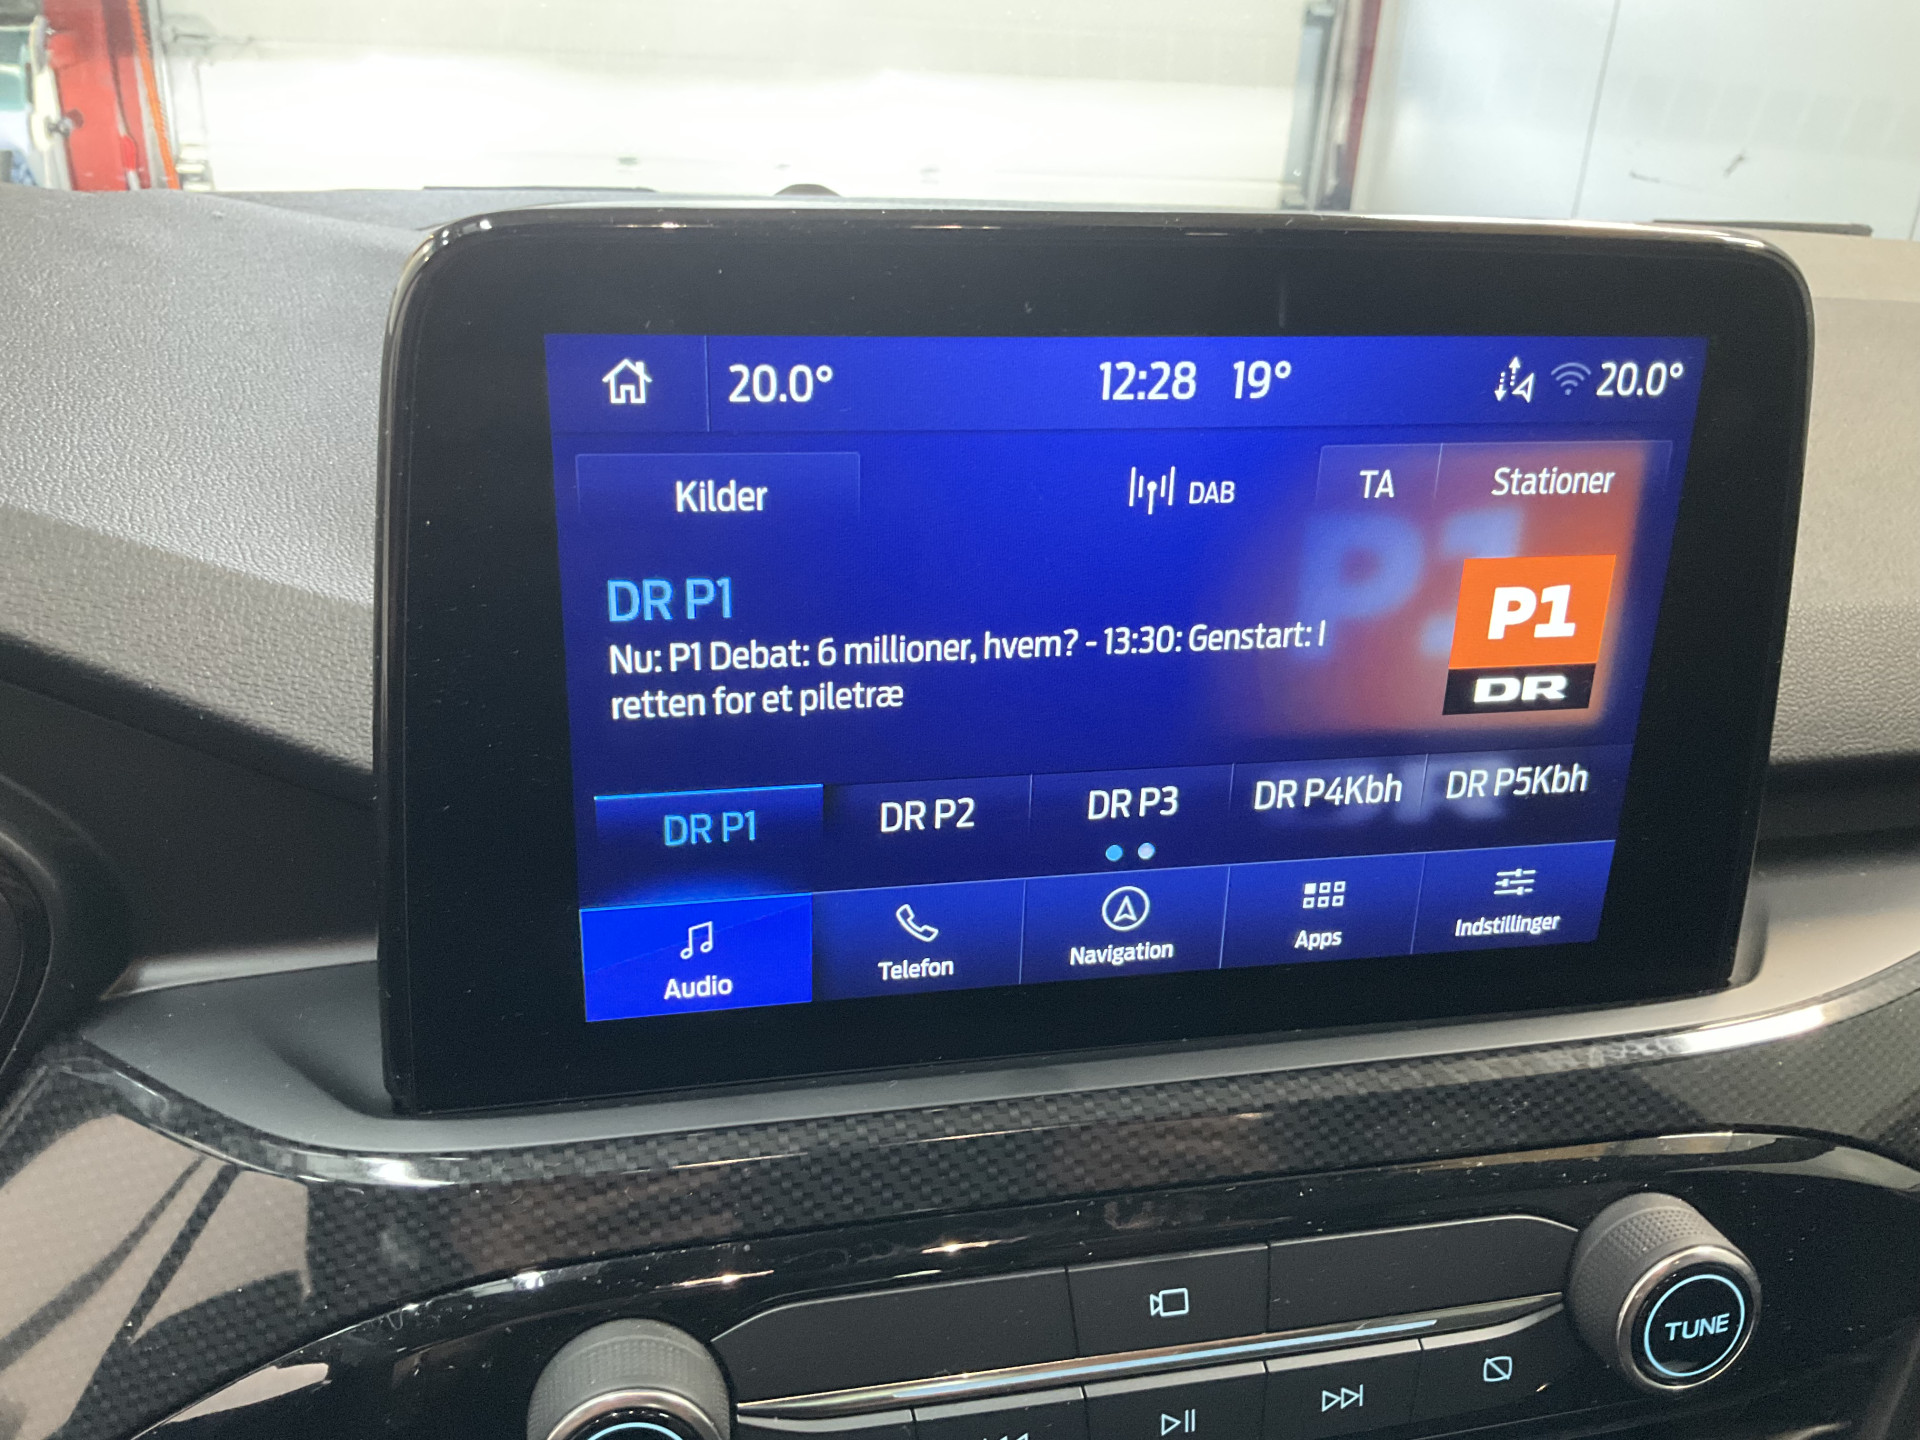 20.0°
12:28 19°
20.0°
Kilder
DAB
TA
Stationer
DR P1
Nu: P1 Debat: 6 millioner, hvem? - 13:30: Genstart: I
retten for et piletræ
P1
DR
DR P1
DR P2
DR P3
DR P4Kbh
DR P5Kbh
Audio
Telefon
Navigation
Apps
Indstillinger
TUNE